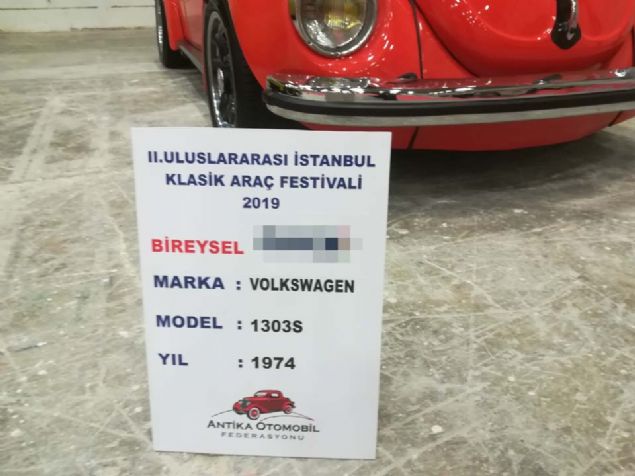 II.ULUSLARARASI İSTANBUL
KLASİK ARAÇ FESTİVALİ
2019
BİREYSEL
MARKA : VOLKSWAGEN
MODEL : 1303S
YIL : 1974
ANTİKA OTOMOBİL
FEDERASYONU